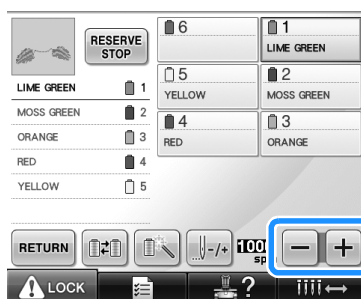 RESERVE
STOP
LIME GREEN 1
MOSS GREEN 2
ORANGE 3
RED 4
YELLOW 5
6
1
LIME GREEN
5
YELLOW
2
MOSS GREEN
4
RED
3
ORANGE
RETURN
-/+
− +
LOCK
?